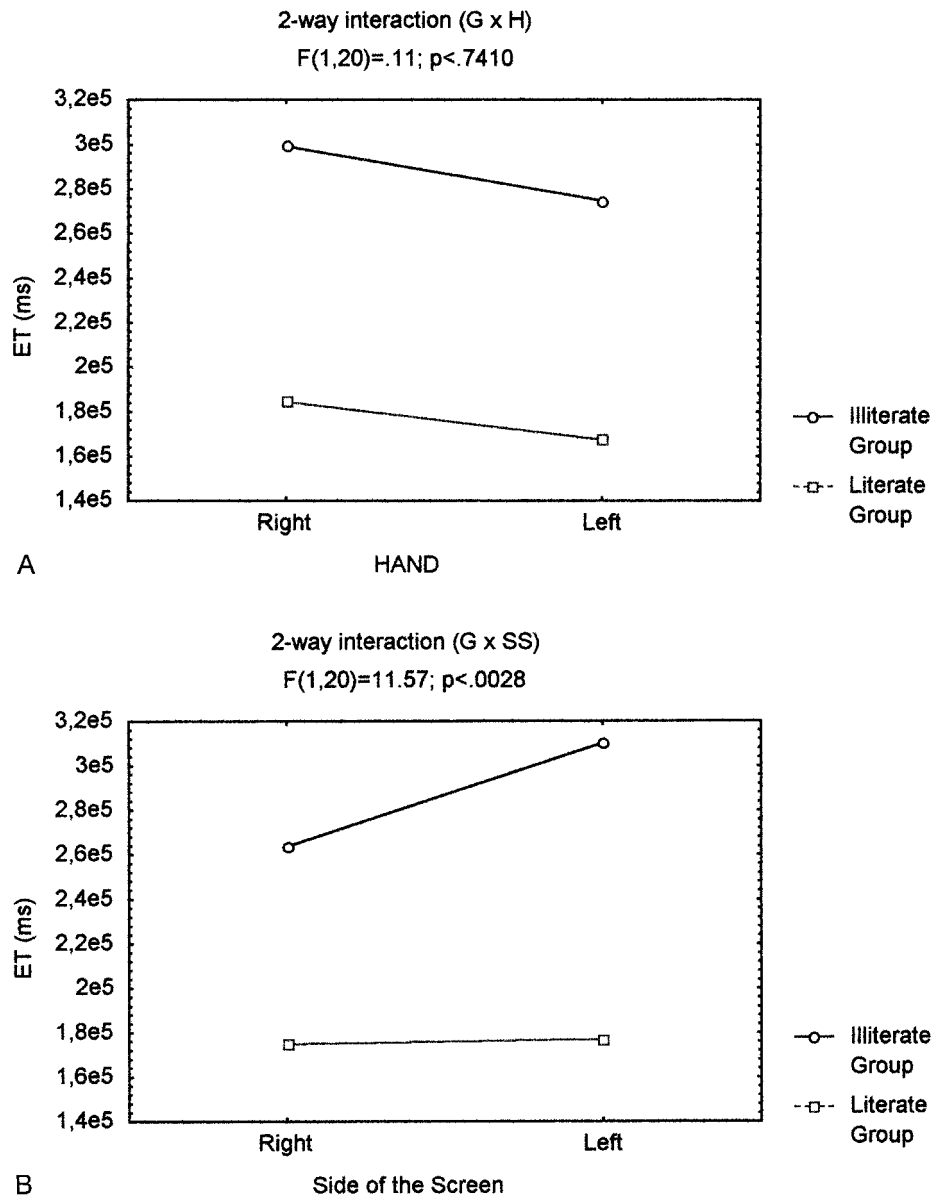 2-way interaction (G x H)
F(1,20)=.11; p<.7410
3,2e5
3e5
2,8e5
2,6e5
2,4e5
2,2e5
2e5
1,8e5
1,6e5
1,4e5
ET (ms)
Right
Left
HAND
A
Illiterate
Group
Literate
Group
2-way interaction (G x SS)
F(1,20)=11.57; p<.0028
3,2e5
3e5
2,8e5
2,6e5
2,4e5
2,2e5
2e5
1,8e5
1,6e5
1,4e5
ET (ms)
Right
Left
Side of the Screen
B
Illiterate
Group
Literate
Group